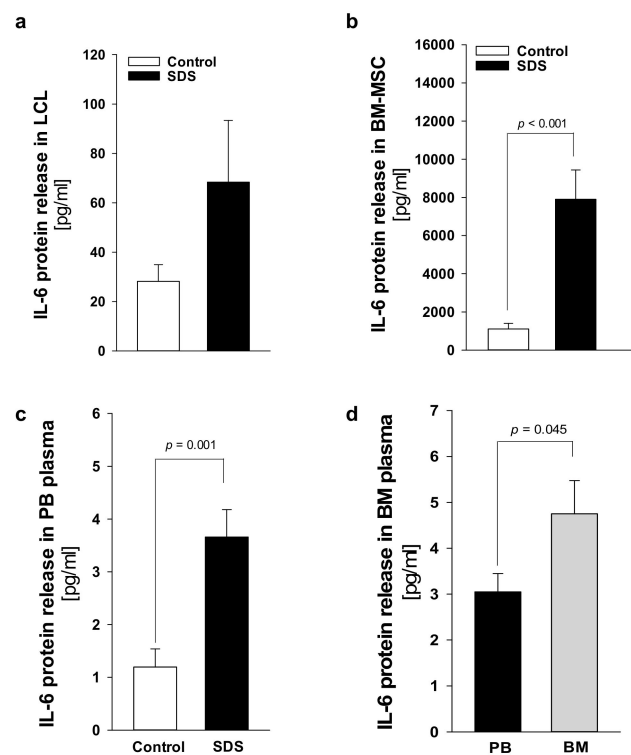 a
Control
SDS
IL-6 protein release in LCL
[pg/ml]
120
100
80
60
40
20
0
b
Control
SDS
IL-6 protein release in BM-MSC
[pg/ml]
16000
14000
12000
10000
8000
6000
4000
2000
0
p < 0.001
c
IL-6 protein release in PB plasma
[pg/ml]
6
5
4
3
2
1
0
p = 0.001
Control SDS
d
IL-6 protein release in BM plasma
[pg/ml]
7
6
5
4
3
2
1
0
p = 0.045
PB BM